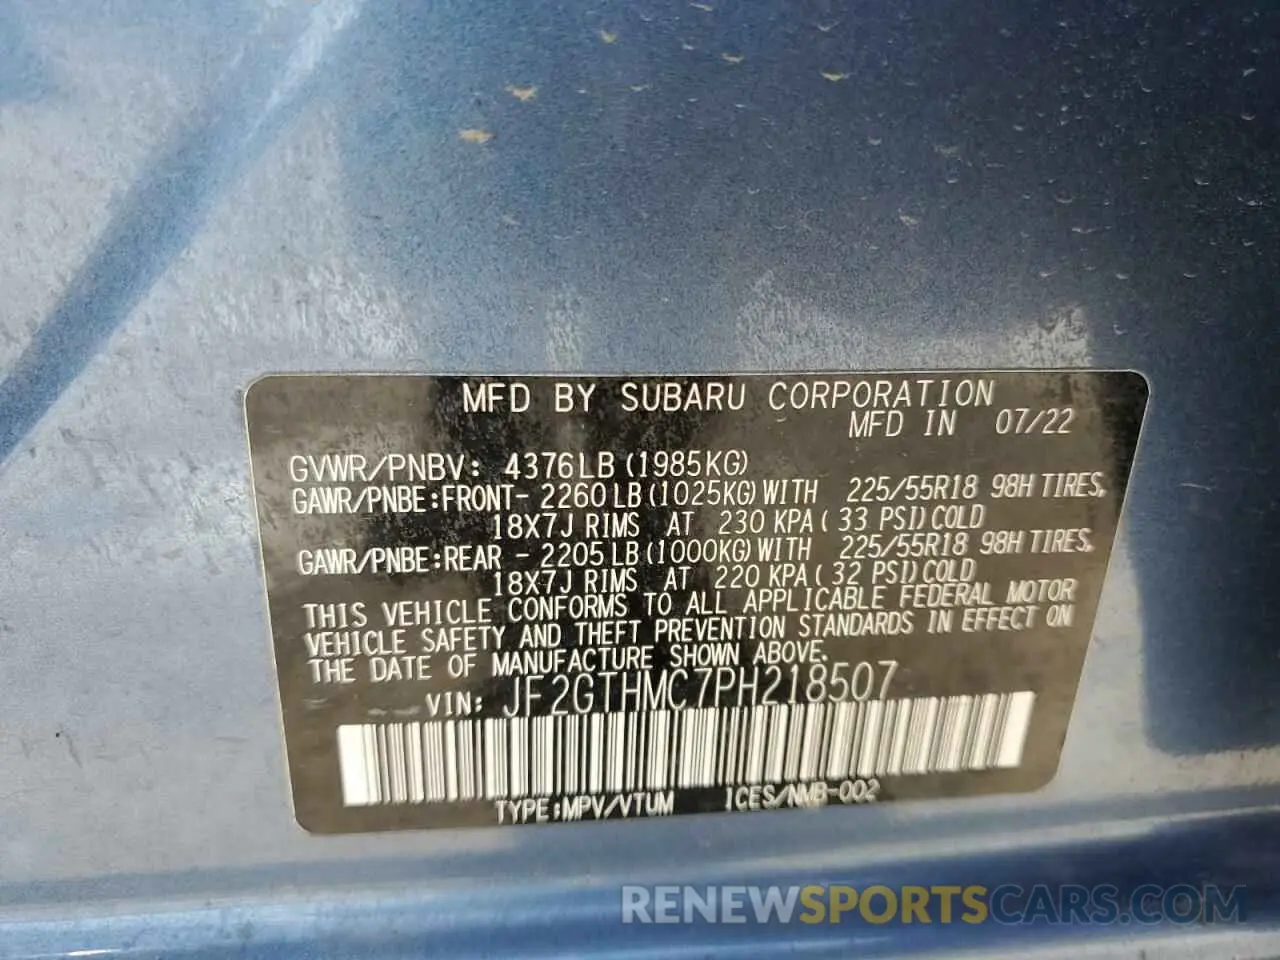 MFD BY SUBARU CORPORATION
MFD IN 07/22
GVWR/PNBV: 4376LB (1985KG)
GAWR/PNBE:FRONT- 2260LB(1025KG)WITH 225/55R18 98H TIRES,
18X7J RIMS AT 230 KPA( 33 PSI)COLD
GAWR/PNBE:REAR - 2205LB(1000KG)WITH 225/55R18 98H TIRES,
18X7J RIMS AT 220 KPA( 32 PSI)COLD
THIS VEHICLE CONFORMS TO ALL APPLICABLE FEDERAL MOTOR
VEHICLE SAFETY AND THEFT PREVENTION STANDARDS IN EFFECT ON
THE DATE OF MANUFACTURE SHOWN ABOVE.
VIN: JF2GTHMC7PH218507
TYPE:MPV/VTUM ICES/NMB-002
RENEWSPORTSCARS.COM